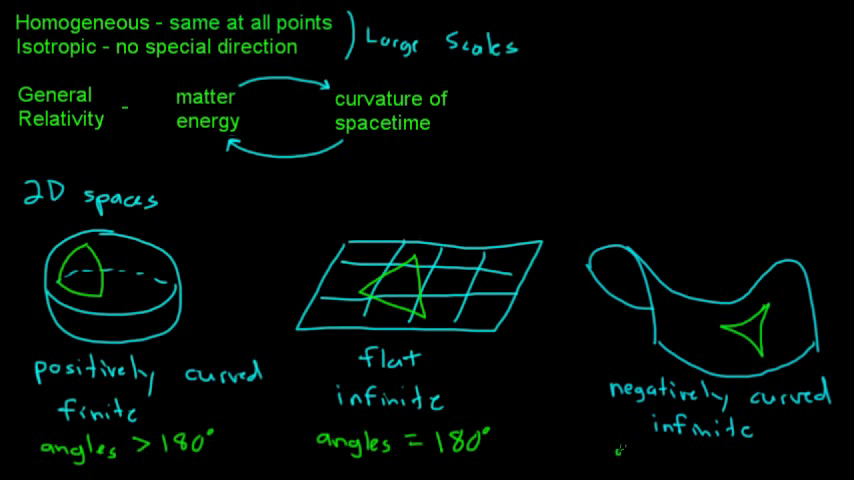 Homogeneous - same at all points
Isotropic - no special direction
Large Scales
General Relativity - matter energy
curvature of spacetime
2D spaces
positively curved
finite
angles > 180°
flat
infinite
angles = 180°
negatively curved
infinite